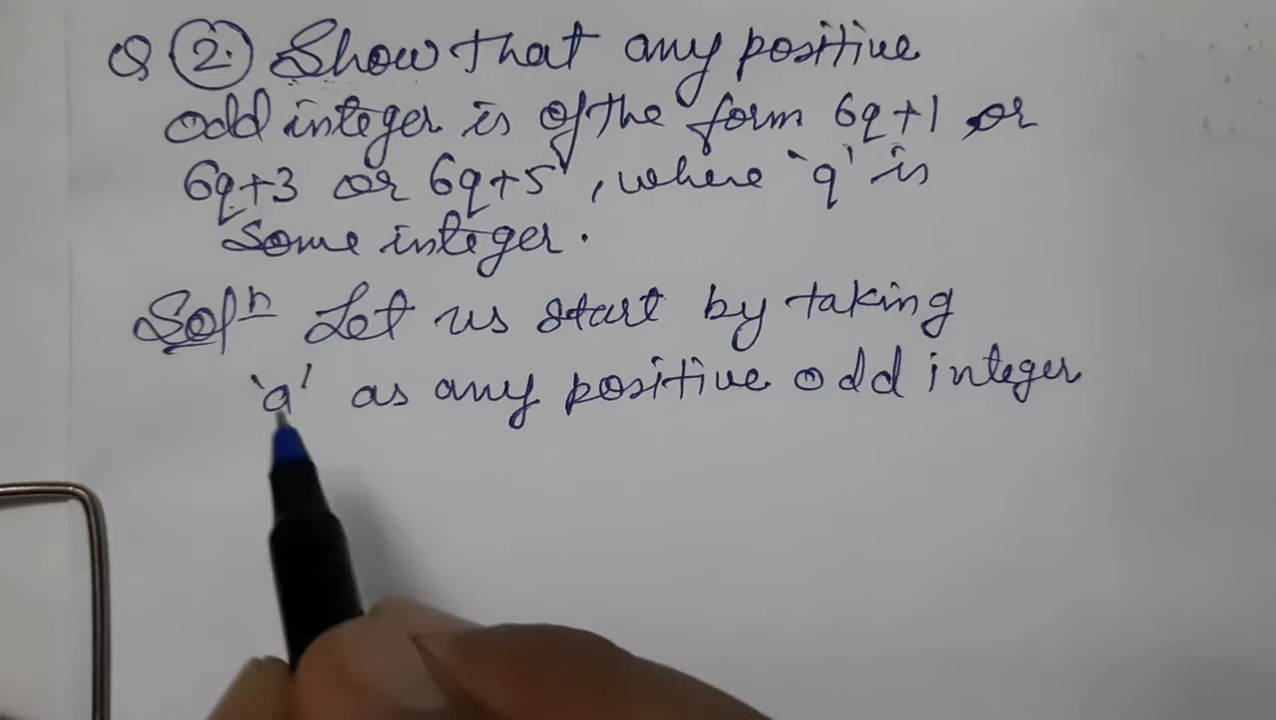 Q 2. Show that any positive
odd integer is of the form 6q+1 or
6q+3 or 6q+5, where 'q' is
some integer.
Solⁿ Let us start by taking
'a' as any positive odd integer